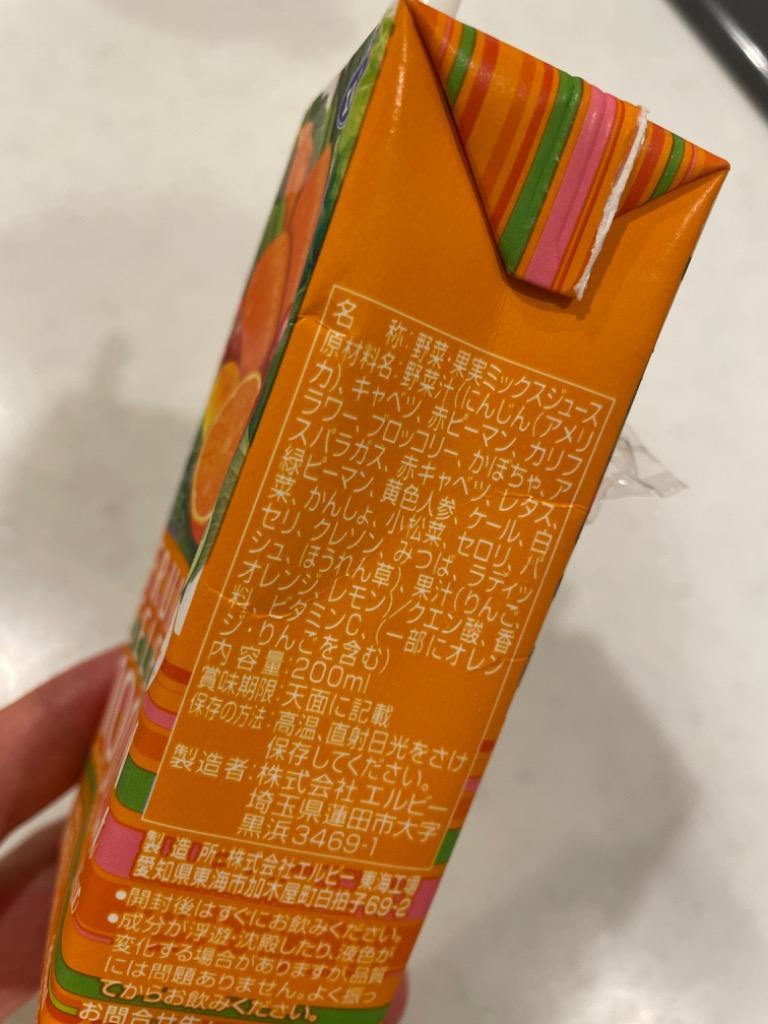 名 称:野菜・果実ミックスジュース
原材料名:野菜汁(にんじん(アメリ
カ)、キャベツ、赤ピーマン、カリフ
ラワー、ブロッコリー、かぼちゃ、ア
スパラガス、赤キャベツ、レタス、白
菜、緑ピーマン、黄色人参、ケール、パ
セリ、かんしょ、小松菜、セロリ、ラディッ
シュ、クレソン、みつば、
ほうれん草)、果汁(りんご、
オレンジ、レモン)/クエン酸、香
料、ビタミンC、(一部にオレン
ジ・りんごを含む)
内容量:200ml
賞味期限:天面に記載
保存の方法:高温、直射日光をさけ
保存してください。
製造者:株式会社エルビー
埼玉県蓮田市大字
黒浜3469-1
製造所:株式会社エルビー 東海工場
愛知県東海市加木屋町白拍子69-2
•開封後はすぐにお飲みください。
•成分が浮遊・沈殿したり、液色が
変化する場合がありますが、品質
には問題ありません。よく振っ
てからお飲みください。
お問合せ先